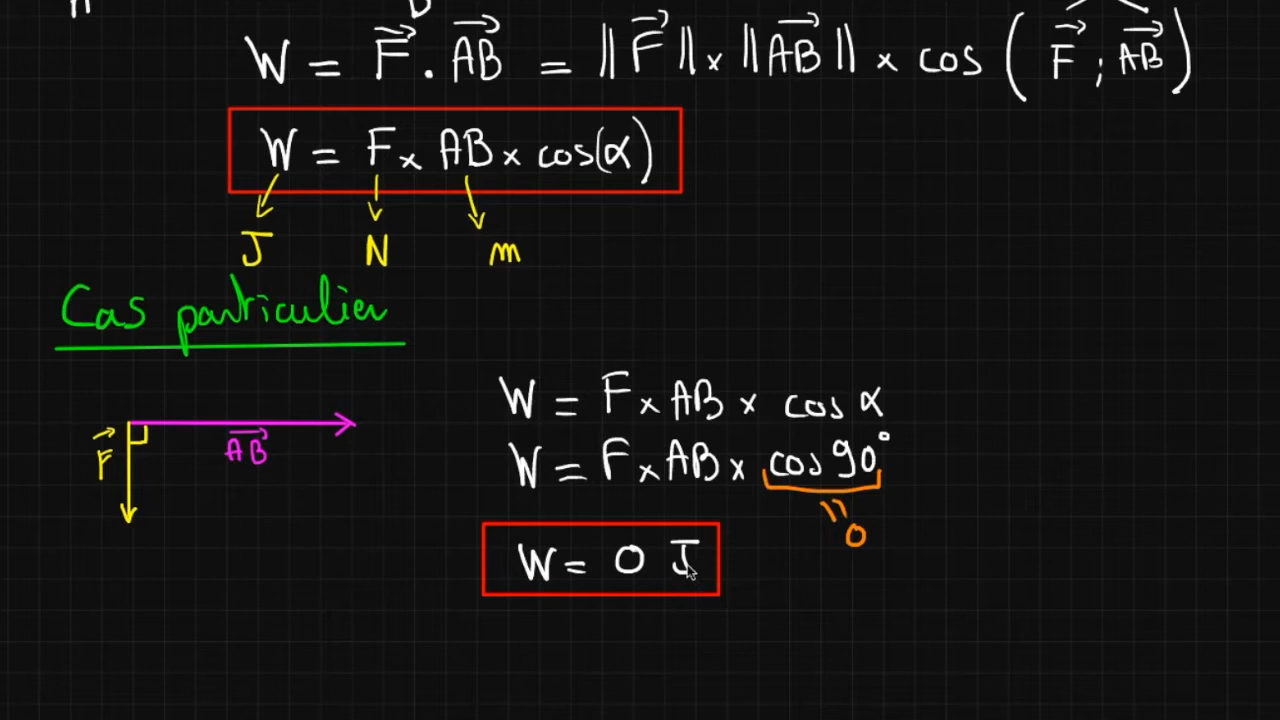 W = F⃗ . AB⃗ = ||F⃗|| × ||AB⃗|| × cos (F⃗ ; AB⃗)
W = F × AB × cos(α)
J N m
Cas particulier
W = F × AB × cos α
F⃗ AB⃗
W = F × AB × cos 90°
= 0
W = 0 J